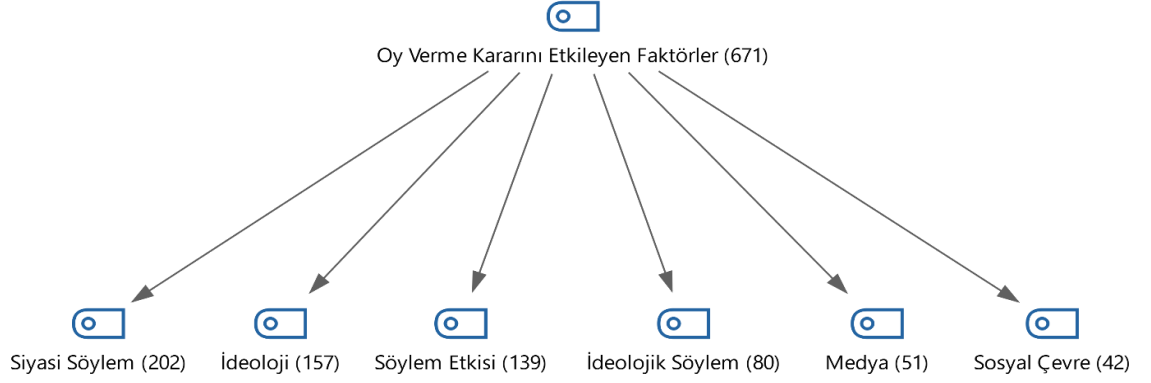 Oy Verme Kararını Etkileyen Faktörler (671)
Siyasi Söylem (202)
İdeoloji (157)
Söylem Etkisi (139)
İdeolojik Söylem (80)
Medya (51)
Sosyal Çevre (42)